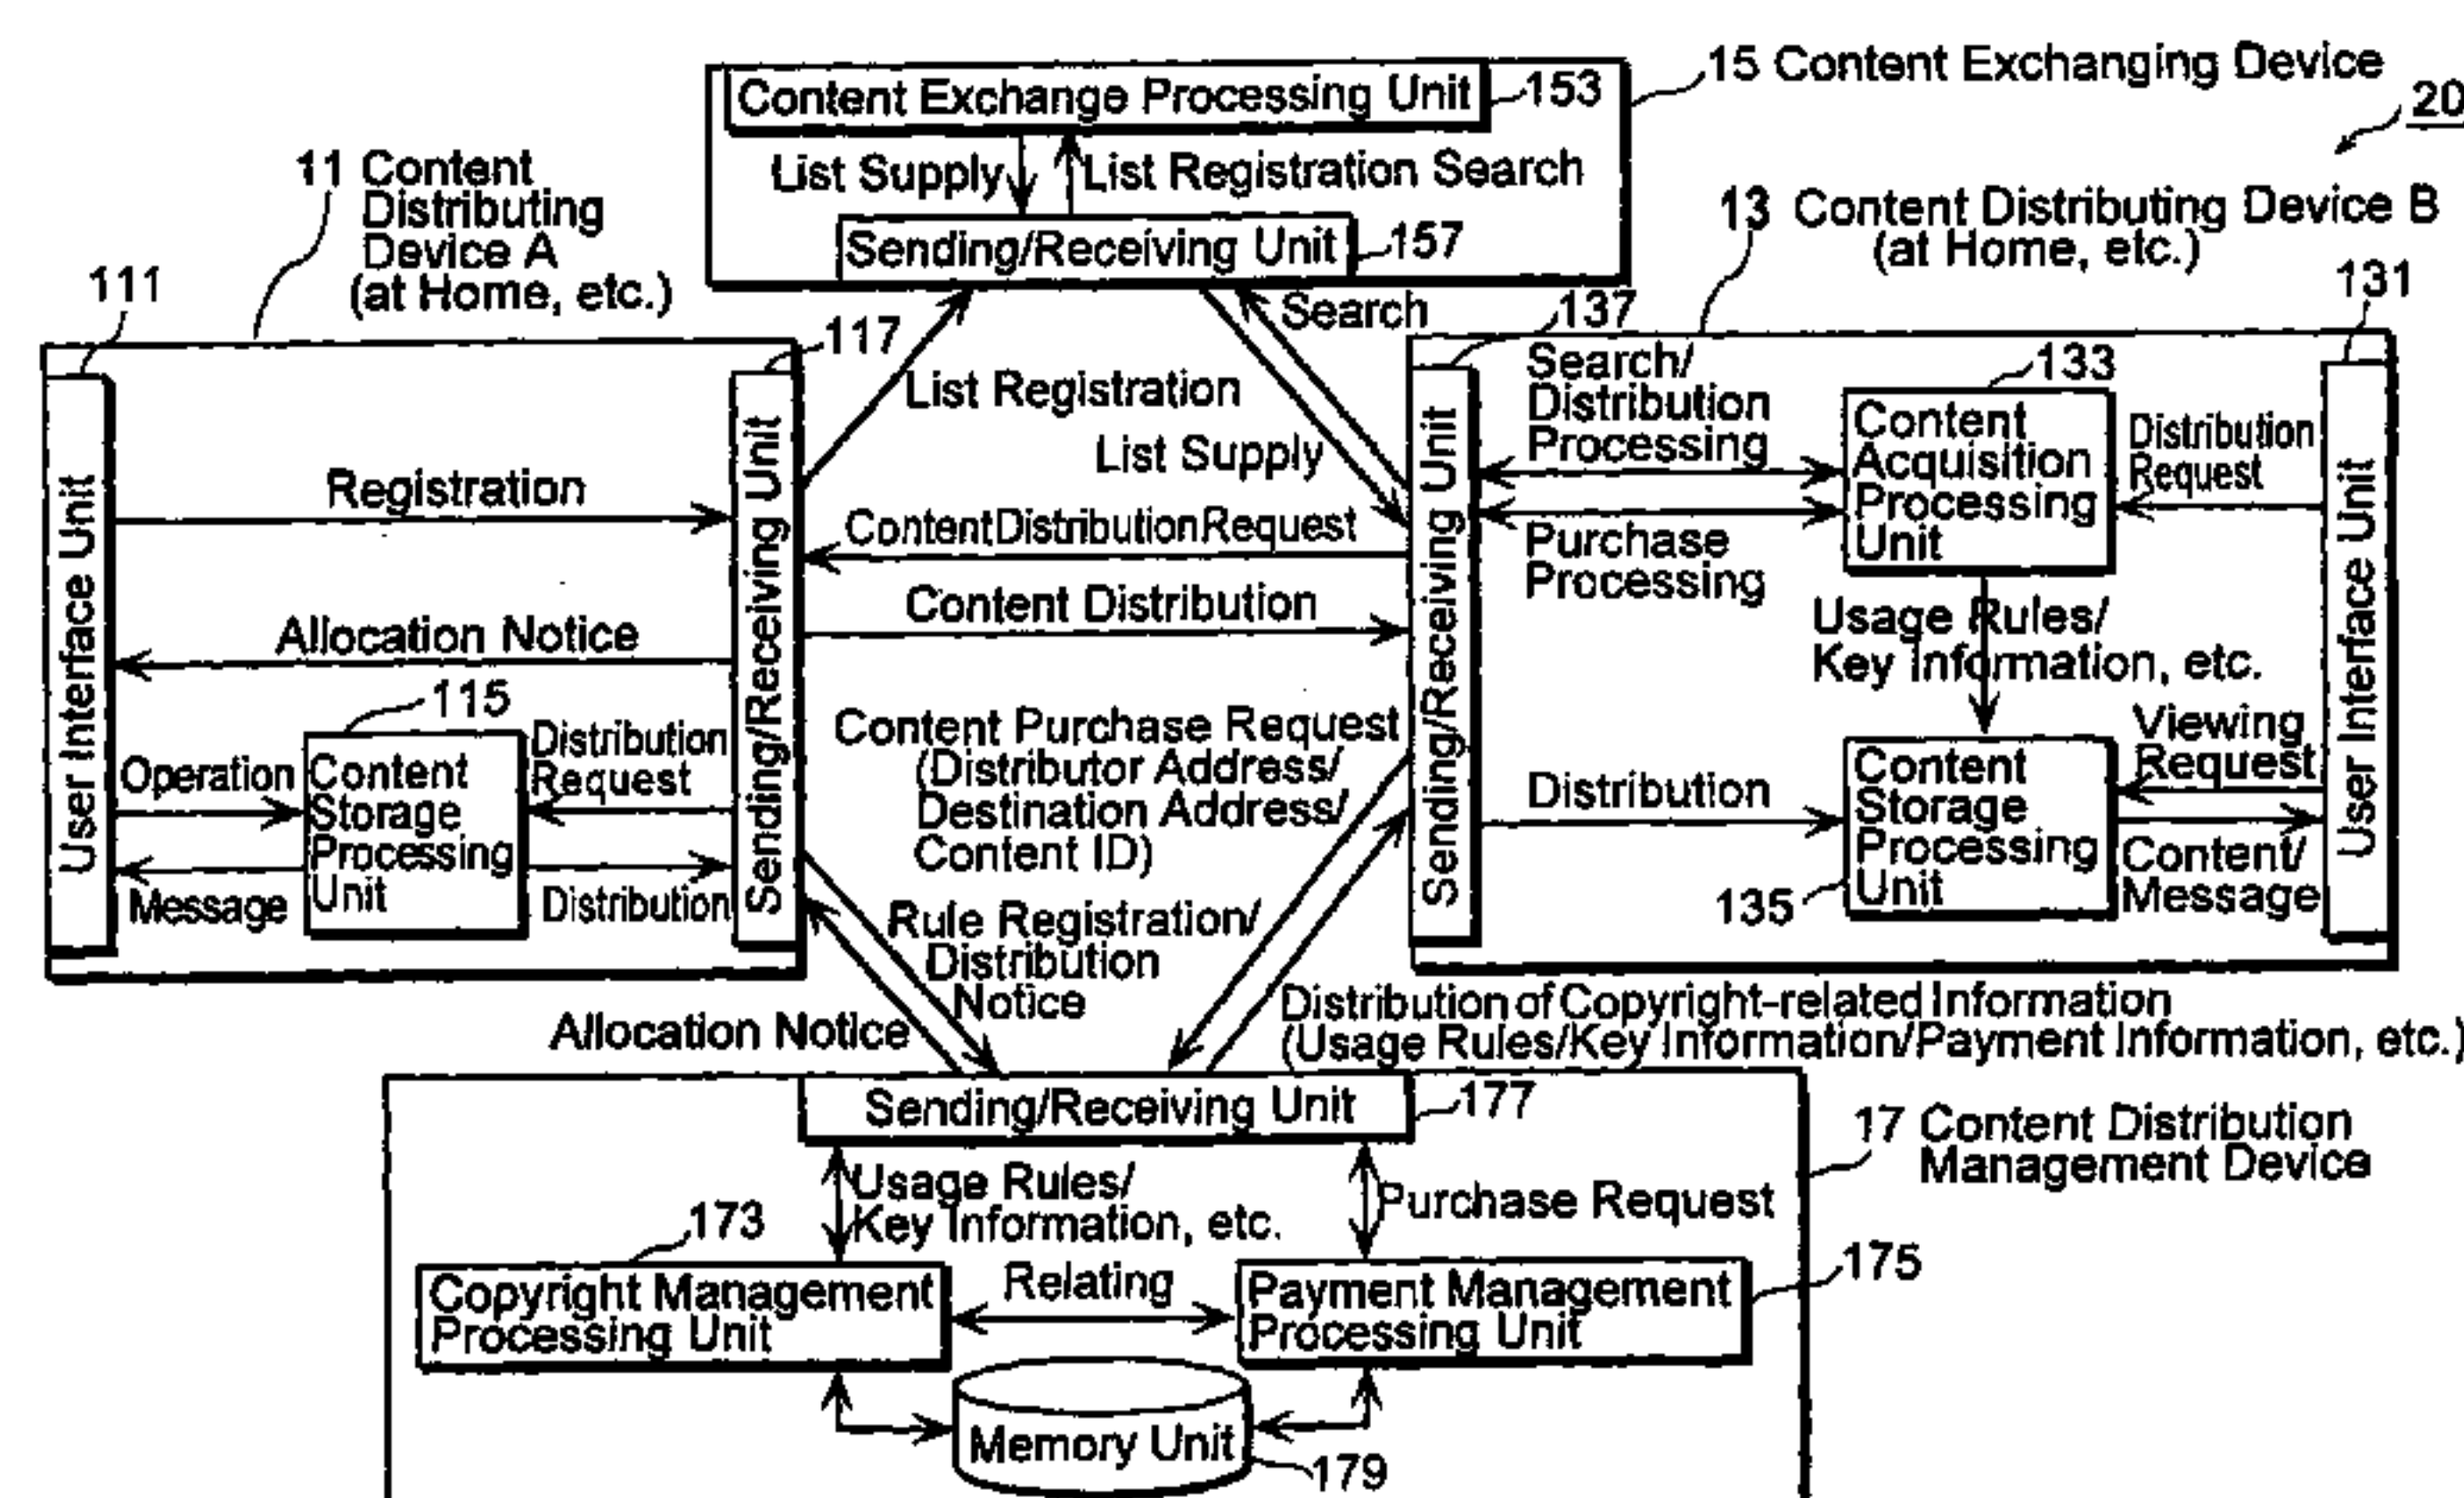 15 Content Exchanging Device
20
Content Exchange Processing Unit
153
List Supply
List Registration Search
Sending/Receiving Unit
157
11 Content
Distributing
Device A
(at Home, etc.)
111
117
User Interface Unit
Registration
Allocation Notice
115
Operation
Message
Content
Storage
Processing
Unit
Distribution
Request
Distribution
Sending/Receiving Unit
List Registration
Search
List Supply
ContentDistributionRequest
Content Distribution
Content Purchase Request
(Distributor Address/
Destination Address/
Content ID)
Rule Registration/
Distribution
Notice
Allocation Notice
13 Content Distributing Device B
(at Home, etc.)
137
131
Sending/Receiving Unit
Search/
Distribution
Processing
Purchase
Processing
133
Content
Acquisition
Processing
Unit
Distribution
Request
Usage Rules/
Key Information, etc.
Viewing
Request
Distribution
Content
Storage
Processing
Unit
135
Content/
Message
User Interface Unit
Distribution of Copyright-related Information
(Usage Rules/Key Information/Payment Information, etc.)
Sending/Receiving Unit
177
17 Content Distribution
Management Device
Usage Rules/
Key Information, etc.
Purchase Request
173
Copyright Management
Processing Unit
Relating
Payment Management
Processing Unit
175
Memory Unit
179